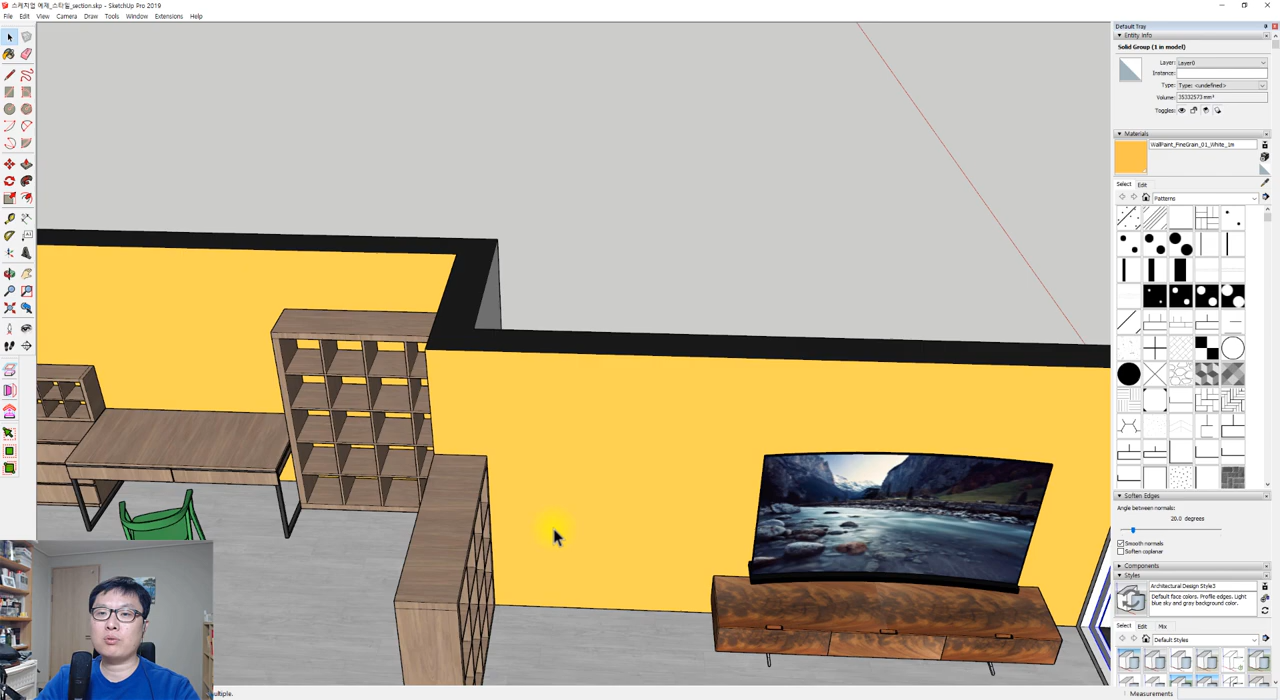 스케치업 예제_스타일_section.skp - SketchUp Pro 2019
File Edit View Camera Draw Tools Window Extensions Help
Default Tray
Entity Info
Solid Group (1 in model)
Layer: Layer0
Instance:
Type: Type: <undefined>
Volume: 35332573 mm³
Toggles:
Materials
WallPaint_FineGrain_01_White_1m
Select Edit
Patterns
Soften Edges
Angle between normals:
20.0 degrees
Smooth normals
Soften coplanar
Components
Styles
Architectural Design Style3
Default face colors. Profile edges. Light
blue sky and gray background color.
Select Edit Mix
Default Styles
ultiple.
Measurements